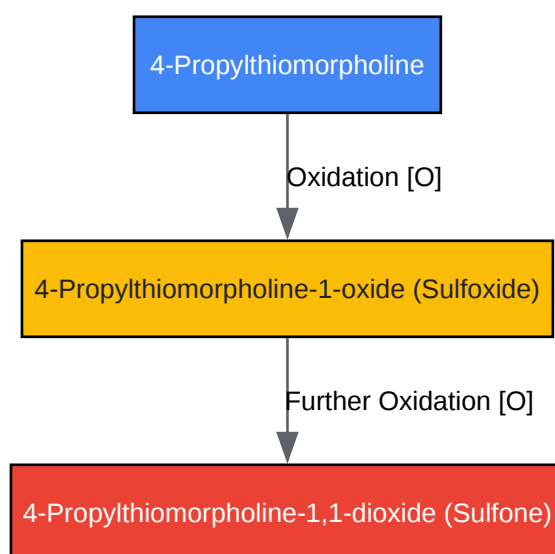 4-Propylthiomorpholine
Oxidation [O]
4-Propylthiomorpholine-1-oxide (Sulfoxide)
Further Oxidation [O]
4-Propylthiomorpholine-1,1-dioxide (Sulfone)